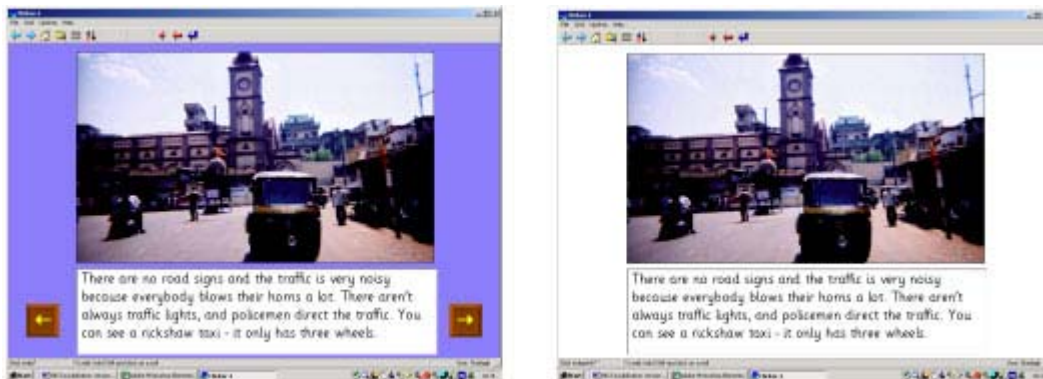 There are no road signs and the traffic is very noisy
because everybody blows their horns a lot. There aren't
always traffic lights, and policemen direct the traffic. You
can see a rickshaw taxi - it only has three wheels.
There are no road signs and the traffic is very noisy
because everybody blows their horns a lot. There aren't
always traffic lights, and policemen direct the traffic. You
can see a rickshaw taxi - it only has three wheels.